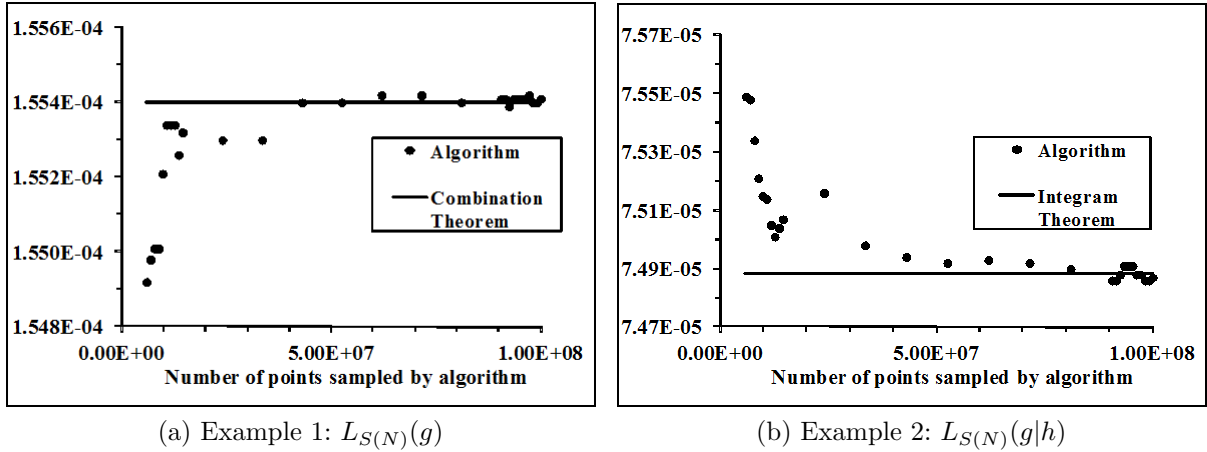 1.556E-04
1.554E-04
1.552E-04
1.550E-04
1.548E-04
0.00E+00 5.00E+07 1.00E+08
Number of points sampled by algorithm
Algorithm
Combination
Theorem
(a) Example 1: L_{S(N)}(g)
7.57E-05
7.55E-05
7.53E-05
7.51E-05
7.49E-05
7.47E-05
0.00E+00 5.00E+07 1.00E+08
Number of points sampled by algorithm
Algorithm
Integram
Theorem
(b) Example 2: L_{S(N)}(g|h)